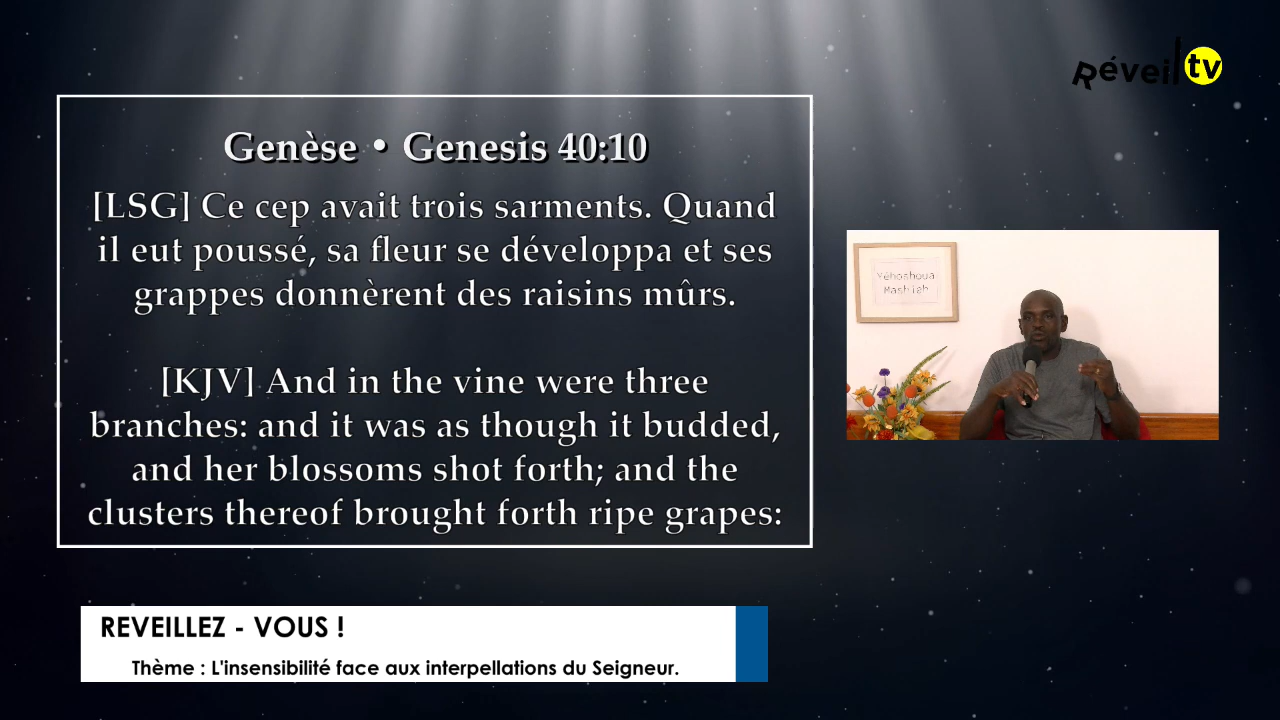 Réveil tv
Genèse • Genesis 40:10
[LSG] Ce cep avait trois sarments. Quand
il eut poussé, sa fleur se développa et ses
grappes donnèrent des raisins mûrs.
[KJV] And in the vine were three
branches: and it was as though it budded,
and her blossoms shot forth; and the
clusters thereof brought forth ripe grapes:
Yéhoshoua
Mashiah
REVEILLEZ - VOUS !
Thème : L'insensibilité face aux interpellations du Seigneur.